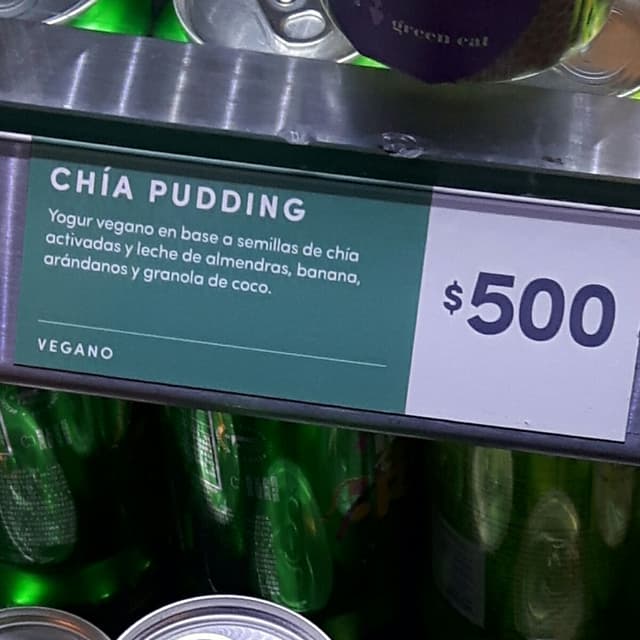 green eat
CHÍA PUDDING
Yogur vegano en base a semillas de chía
activadas y leche de almendras, banana,
arándanos y granola de coco.
$500
VEGANO